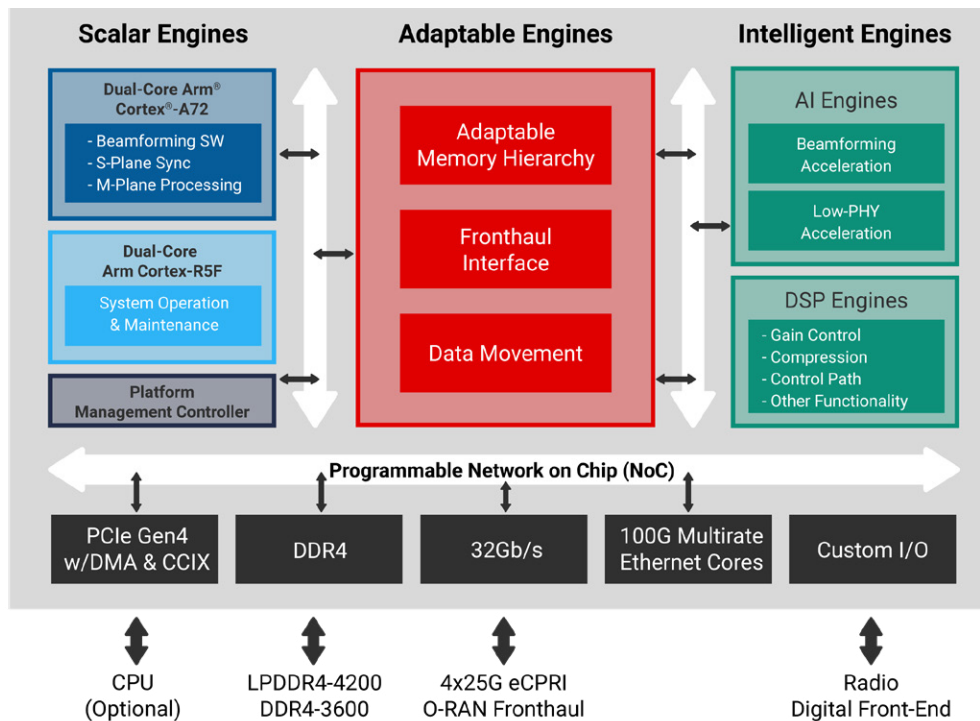 Scalar Engines
Adaptable Engines
Intelligent Engines
Dual-Core Arm®
Cortex®-A72
- Beamforming SW
- S-Plane Sync
- M-Plane Processing
Dual-Core
Arm Cortex-R5F
System Operation
& Maintenance
Platform
Management Controller
Adaptable
Memory Hierarchy
Fronthaul
Interface
Data Movement
AI Engines
Beamforming
Acceleration
Low-PHY
Acceleration
DSP Engines
- Gain Control
- Compression
- Control Path
- Other Functionality
Programmable Network on Chip (NoC)
PCIe Gen4
w/DMA & CCIX
DDR4
32Gb/s
100G Multirate
Ethernet Cores
Custom I/O
CPU
(Optional)
LPDDR4-4200
DDR4-3600
4x25G eCPRI
O-RAN Fronthaul
Radio
Digital Front-End